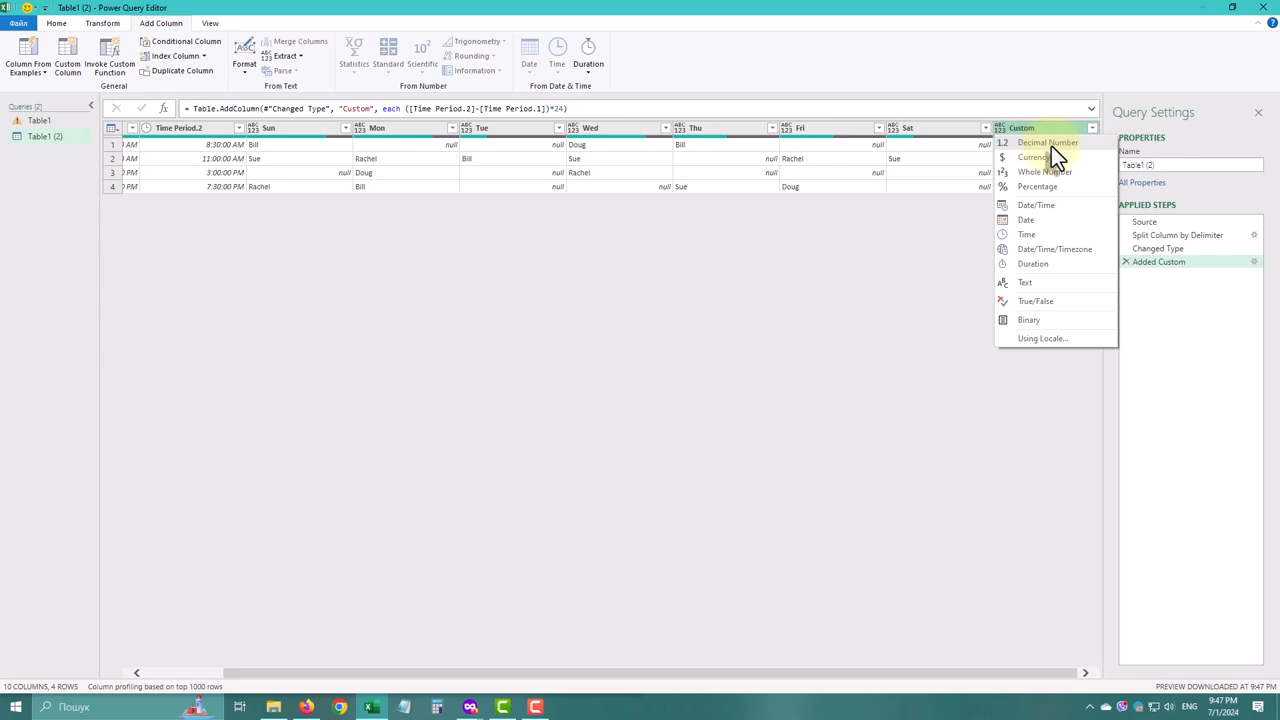 Table1 (2) - Power Query Editor
Файл Home Transform Add Column View
Column From Examples
Custom Column
Invoke Custom Function
Conditional Column
Index Column
Duplicate Column
General
Format
Merge Columns
Extract
Parse
From Text
Statistics
Standard
Scientific
Trigonometry
Rounding
Information
From Number
Date
Time
Duration
From Date & Time
Queries [2]
Table1
Table1 (2)
= Table.AddColumn(#"Changed Type", "Custom", each ([Time Period.2]-[Time Period.1])*24)
Time Period.2 Sun Mon Tue Wed Thu Fri Sat Custom
1 AM 8:30:00 AM Bill null null Doug Bill null null
2 AM 11:00:00 AM Sue Rachel Bill Sue null Rachel Sue
3 PM 3:00:00 PM null Doug null Rachel null null null
4 PM 7:30:00 PM Rachel Bill null null Sue Doug null
1.2 Decimal Number
$ Currency
Whole Number
% Percentage
Date/Time
Date
Time
Date/Time/Timezone
Duration
Text
True/False
Binary
Using Locale...
Query Settings
PROPERTIES
Name
Table1 (2)
All Properties
APPLIED STEPS
Source
Split Column by Delimiter
Changed Type
Added Custom
10 COLUMNS, 4 ROWS Column profiling based on top 1000 rows
PREVIEW DOWNLOADED AT 9:47 PM
Пошук
ENG
9:47 PM
7/1/2024